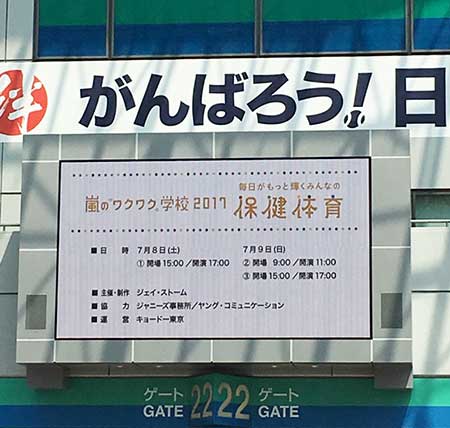 絆 がんばろう!日
毎日がもっと輝くみんなの
嵐の"ワクワク"学校2017 保健体育
■日 時 7月8日(土) 7月9日(日)
①開場15:00/開演17:00 ②開場 9:00/開演11:00
③開場15:00/開演17:00
■主催・制作 ジェイ・ストーム
■協 力 ジャニーズ事務所/ヤング・コミュニケーション
■運 営 キョードー東京
ゲート 22 22 ゲート
GATE GATE